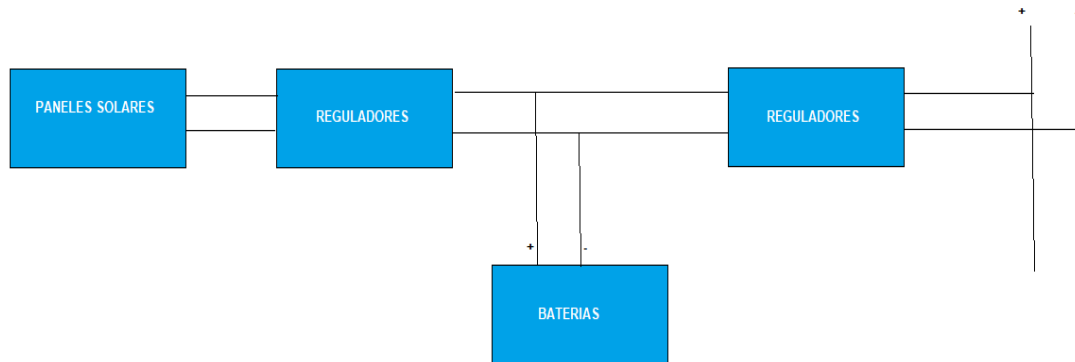 +
PANELES SOLARES
REGULADORES
REGULADORES
+
-
BATERIAS